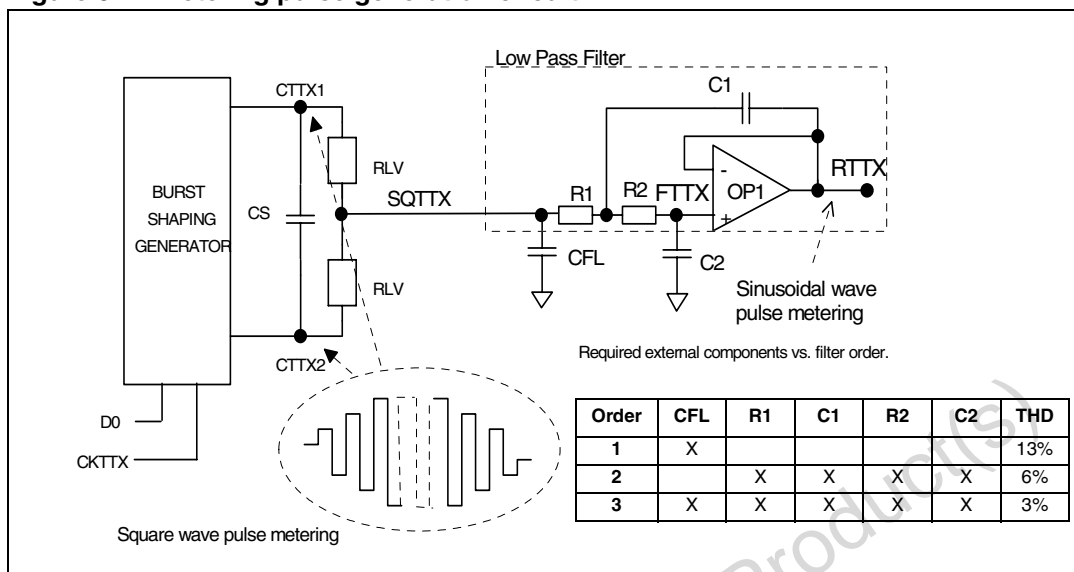 Low Pass Filter
C1
CTTX1
RLV
BURST
SHAPING
GENERATOR
CS
SQTTX
R1
R2
FTTX
-
+
OP1
RTTX
CFL
C2
RLV
Sinusoidal wave
pulse metering
CTTX2
Required external components vs. filter order.
D0
CKTTX
Order CFL R1 C1 R2 C2 THD
1 X 13%
2 X X X X 6%
3 X X X X X 3%
Square wave pulse metering
Product(s)